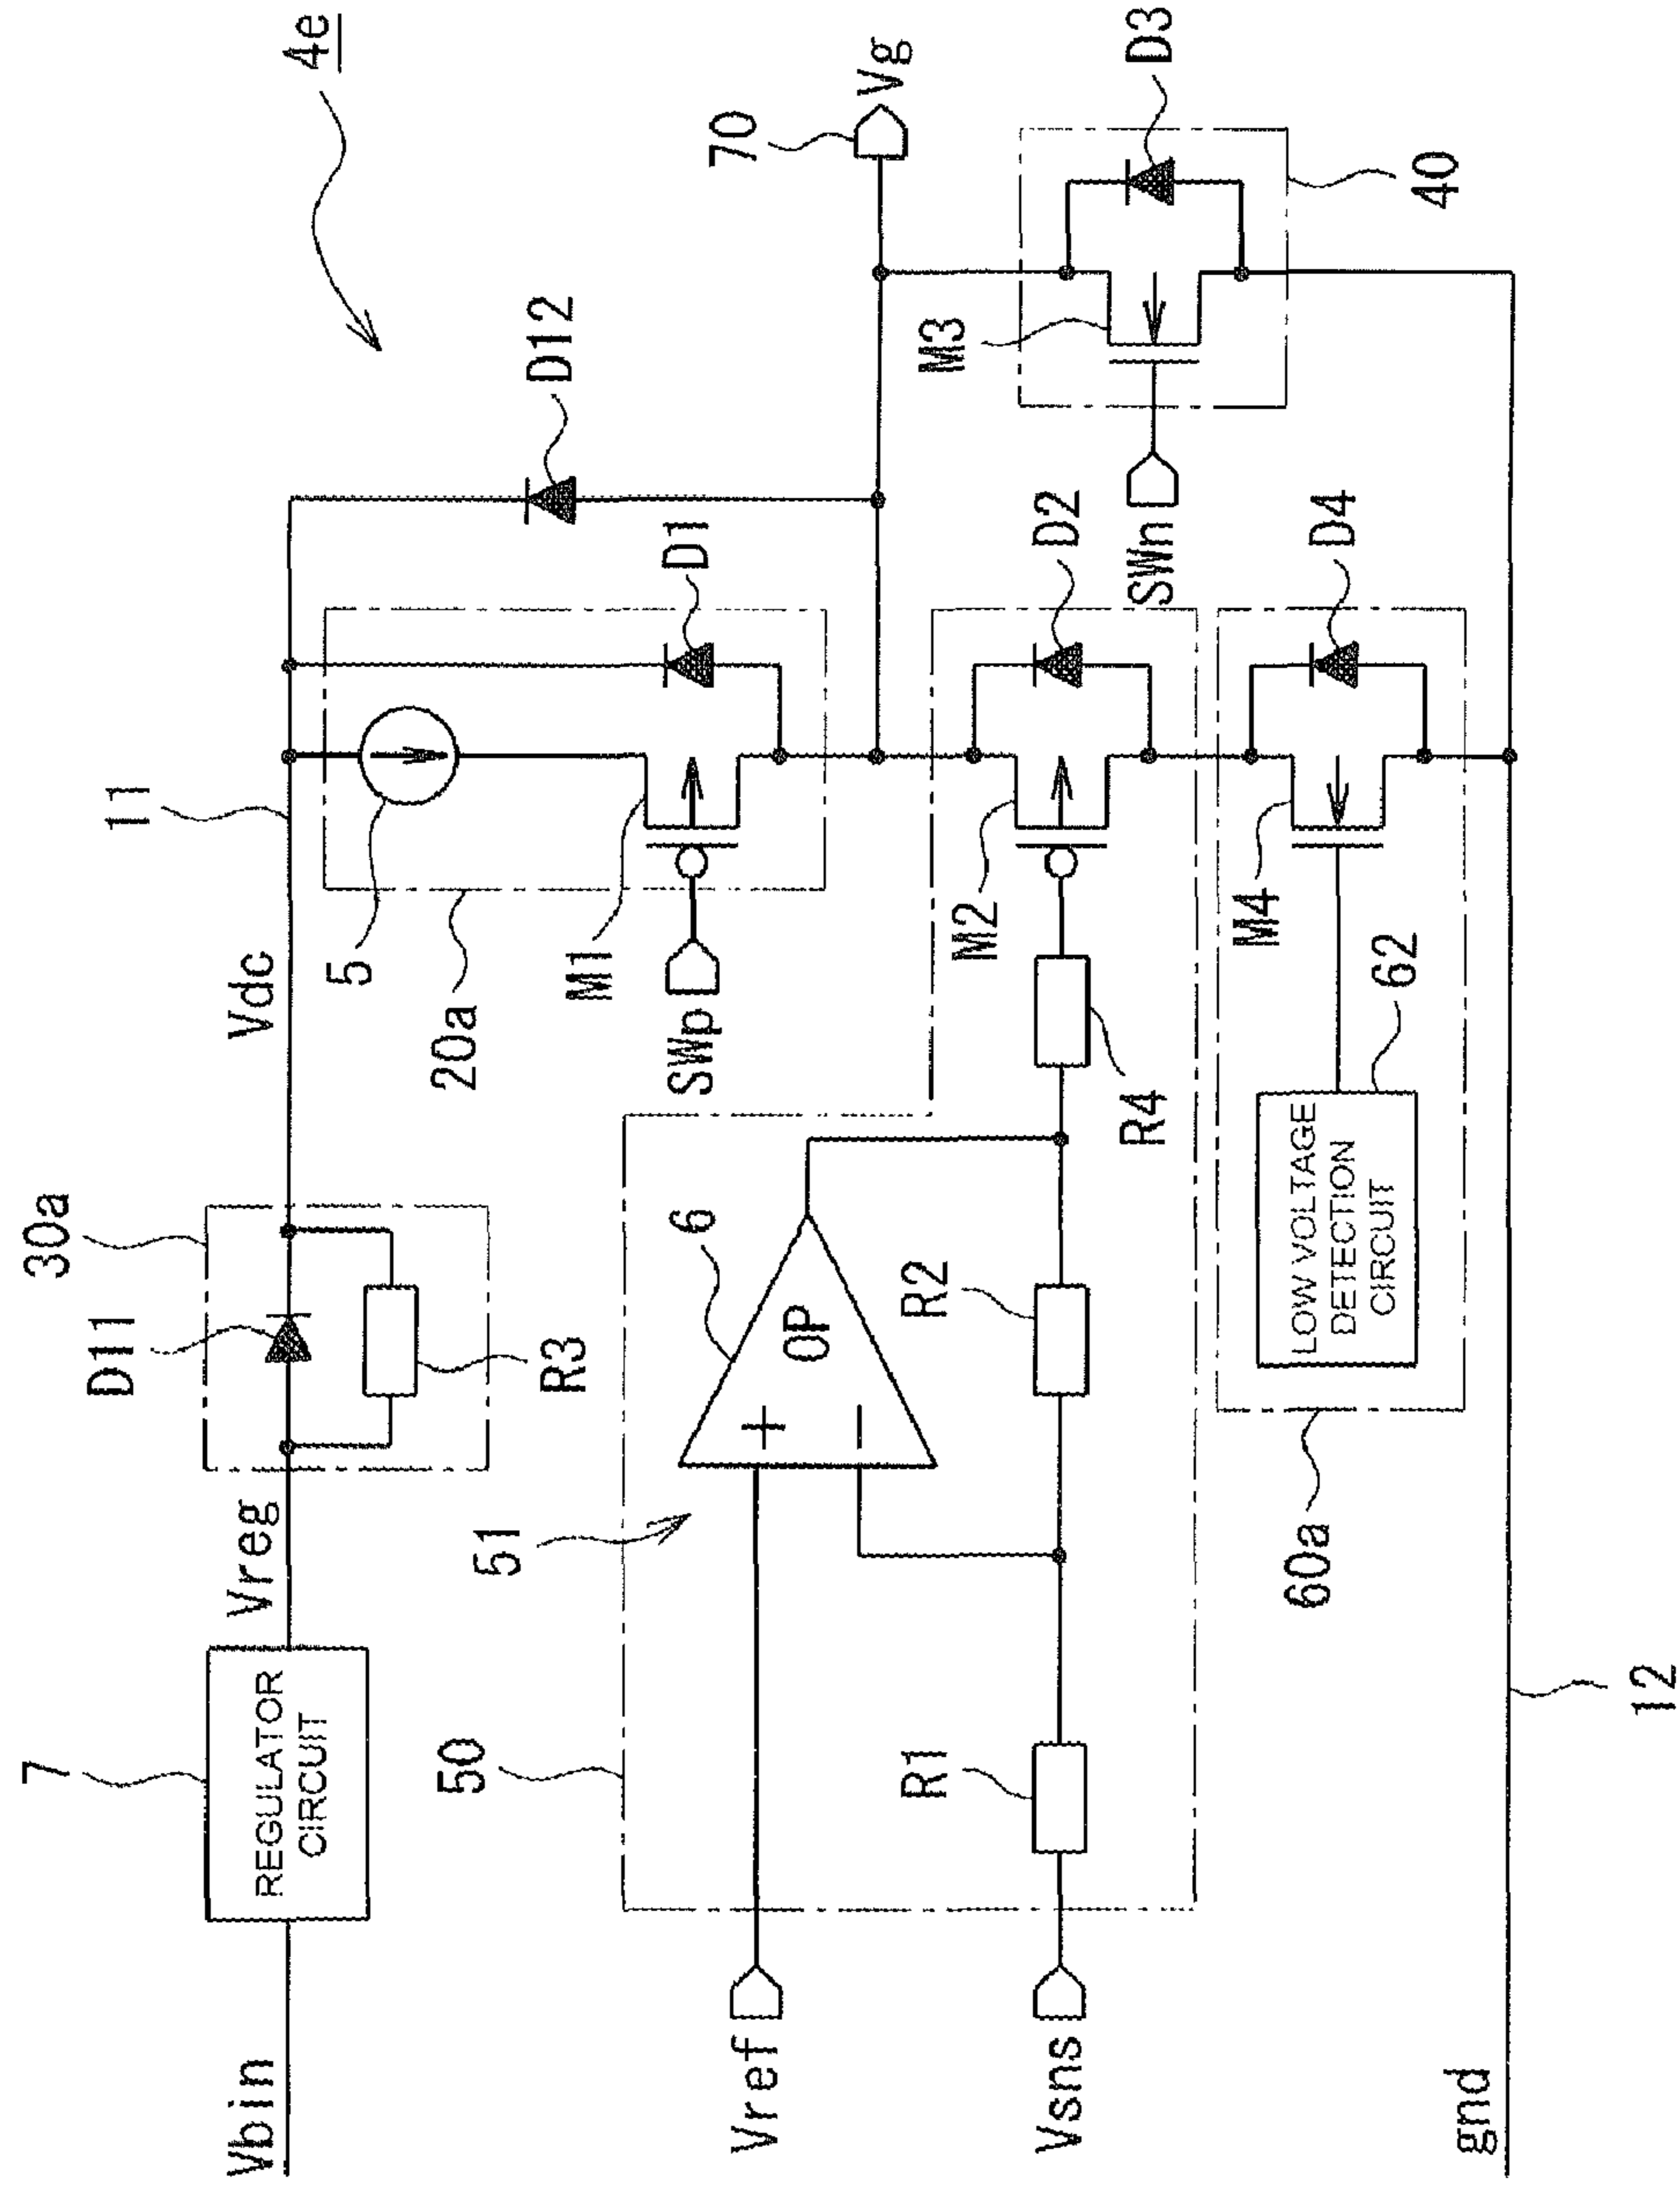 4e
7
REGULATOR
CIRCUIT
Vbin
Vreg
30a
D11
R3
Vdc
11
5
20a
M1
SWp
D1
D12
70
Vg
50
51
6
OP
+
−
Vref
Vsns
R1
R2
R4
M2
D2
M3
D3
40
SWn
M4
D4
LOW VOLTAGE
DETECTION
CIRCUIT
62
60a
gnd
12